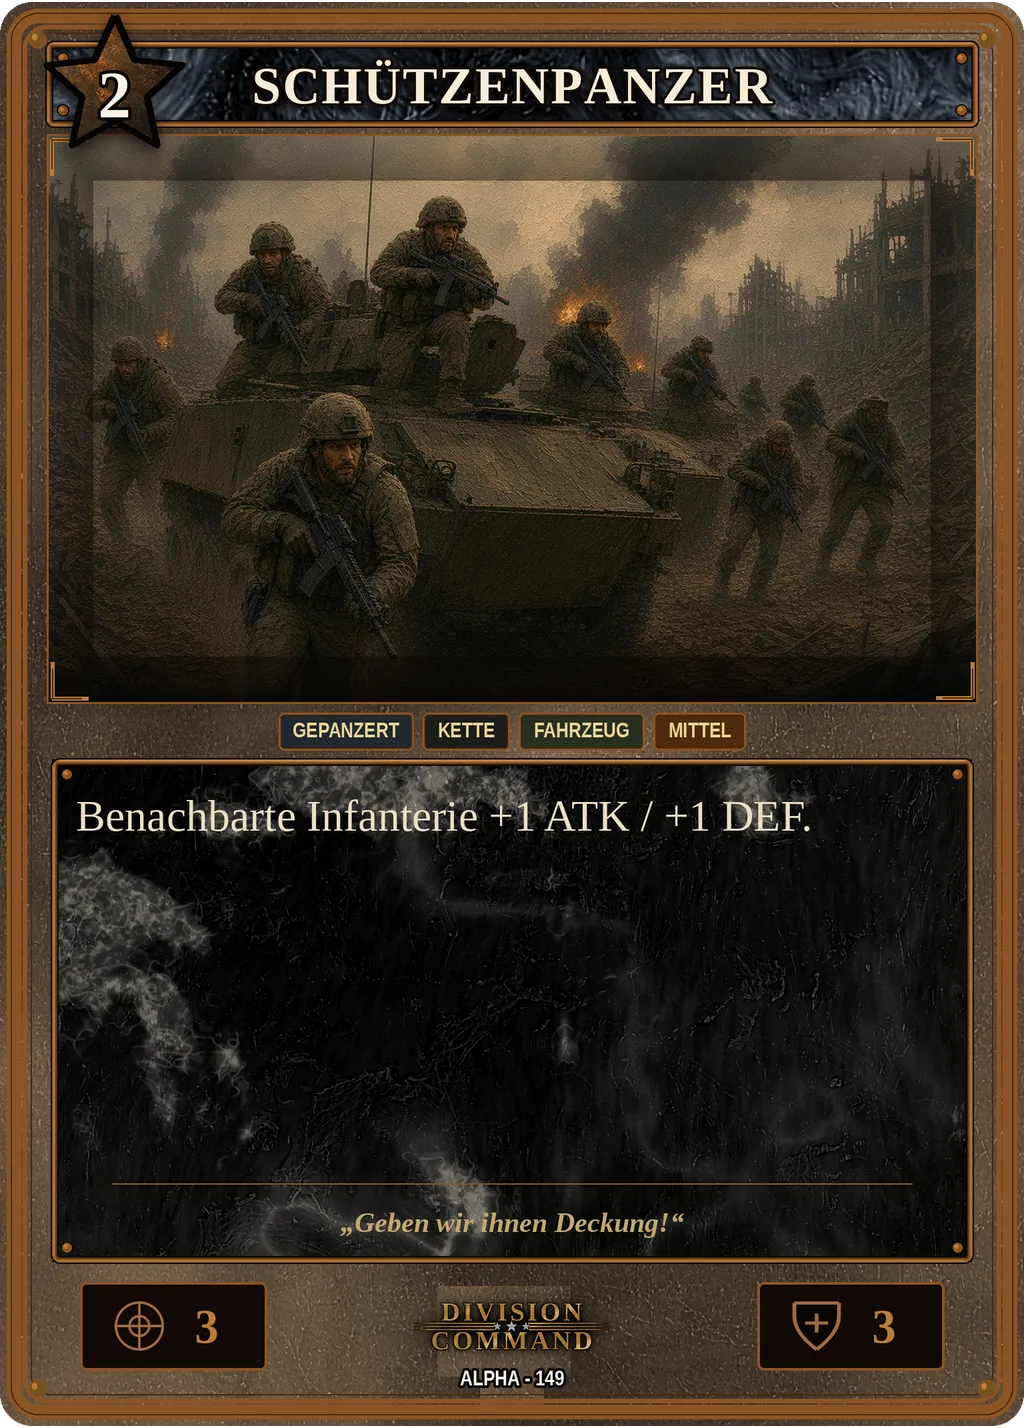 2
SCHÜTZENPANZER
GEPANZERT KETTE FAHRZEUG MITTEL
Benachbarte Infanterie +1 ATK / +1 DEF.
„Geben wir ihnen Deckung!“
3
DIVISION
COMMAND
3
ALPHA - 149